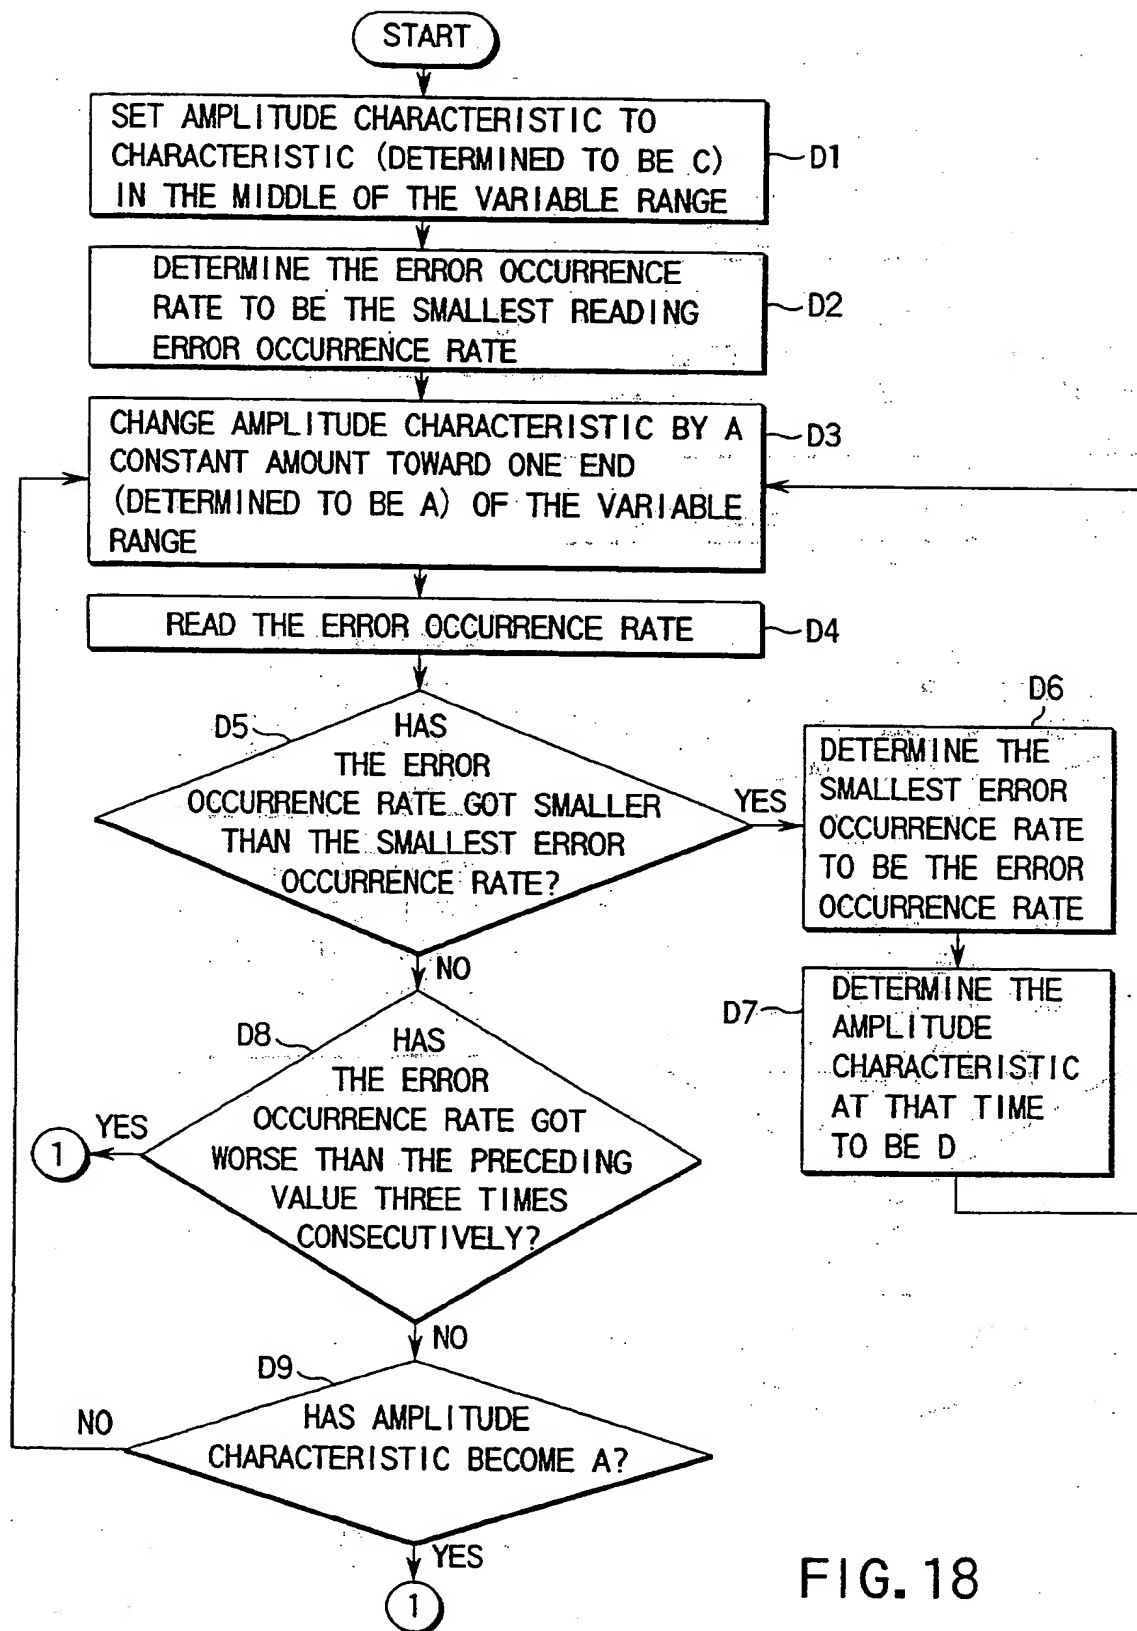 START
SET AMPLITUDE CHARACTERISTIC TO
CHARACTERISTIC (DETERMINED TO BE C)
IN THE MIDDLE OF THE VARIABLE RANGE
D1
DETERMINE THE ERROR OCCURRENCE
RATE TO BE THE SMALLEST READING
ERROR OCCURRENCE RATE
D2
CHANGE AMPLITUDE CHARACTERISTIC BY A
CONSTANT AMOUNT TOWARD ONE END
(DETERMINED TO BE A) OF THE VARIABLE
RANGE
D3
READ THE ERROR OCCURRENCE RATE
D4
D5
HAS
THE ERROR
OCCURRENCE RATE GOT SMALLER
THAN THE SMALLEST ERROR
OCCURRENCE RATE?
YES
NO
D6
DETERMINE THE
SMALLEST ERROR
OCCURRENCE RATE
TO BE THE ERROR
OCCURRENCE RATE
D7
DETERMINE THE
AMPLITUDE
CHARACTERISTIC
AT THAT TIME
TO BE D
D8
HAS
THE ERROR
OCCURRENCE RATE GOT
WORSE THAN THE PRECEDING
VALUE THREE TIMES
CONSECUTIVELY?
YES
1
NO
D9
HAS AMPLITUDE
CHARACTERISTIC BECOME A?
NO
YES
1
FIG. 18